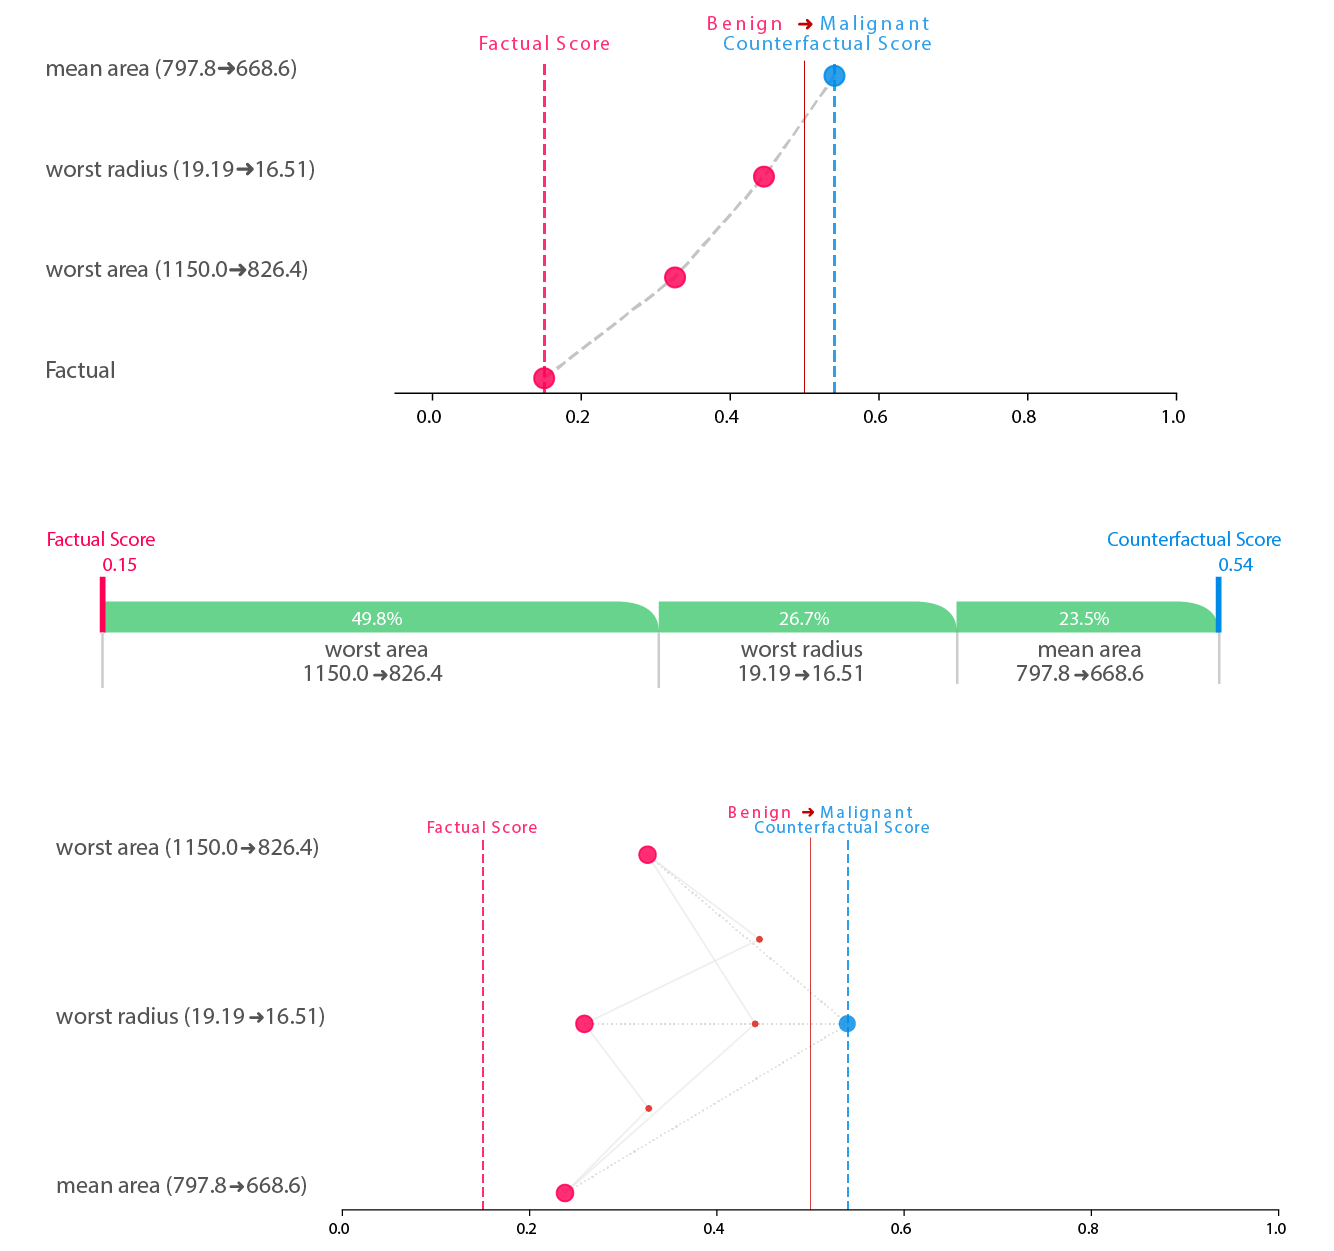 Benign ➜ Malignant
Factual Score
Counterfactual Score
mean area (797.8➜668.6)
worst radius (19.19➜16.51)
worst area (1150.0➜826.4)
Factual
0.0 0.2 0.4 0.6 0.8 1.0
Factual Score
0.15
Counterfactual Score
0.54
49.8% 26.7% 23.5%
worst area worst radius mean area
1150.0➜826.4 19.19➜16.51 797.8➜668.6
Benign ➜ Malignant
Factual Score
Counterfactual Score
worst area (1150.0➜826.4)
worst radius (19.19➜16.51)
mean area (797.8➜668.6)
0.0 0.2 0.4 0.6 0.8 1.0